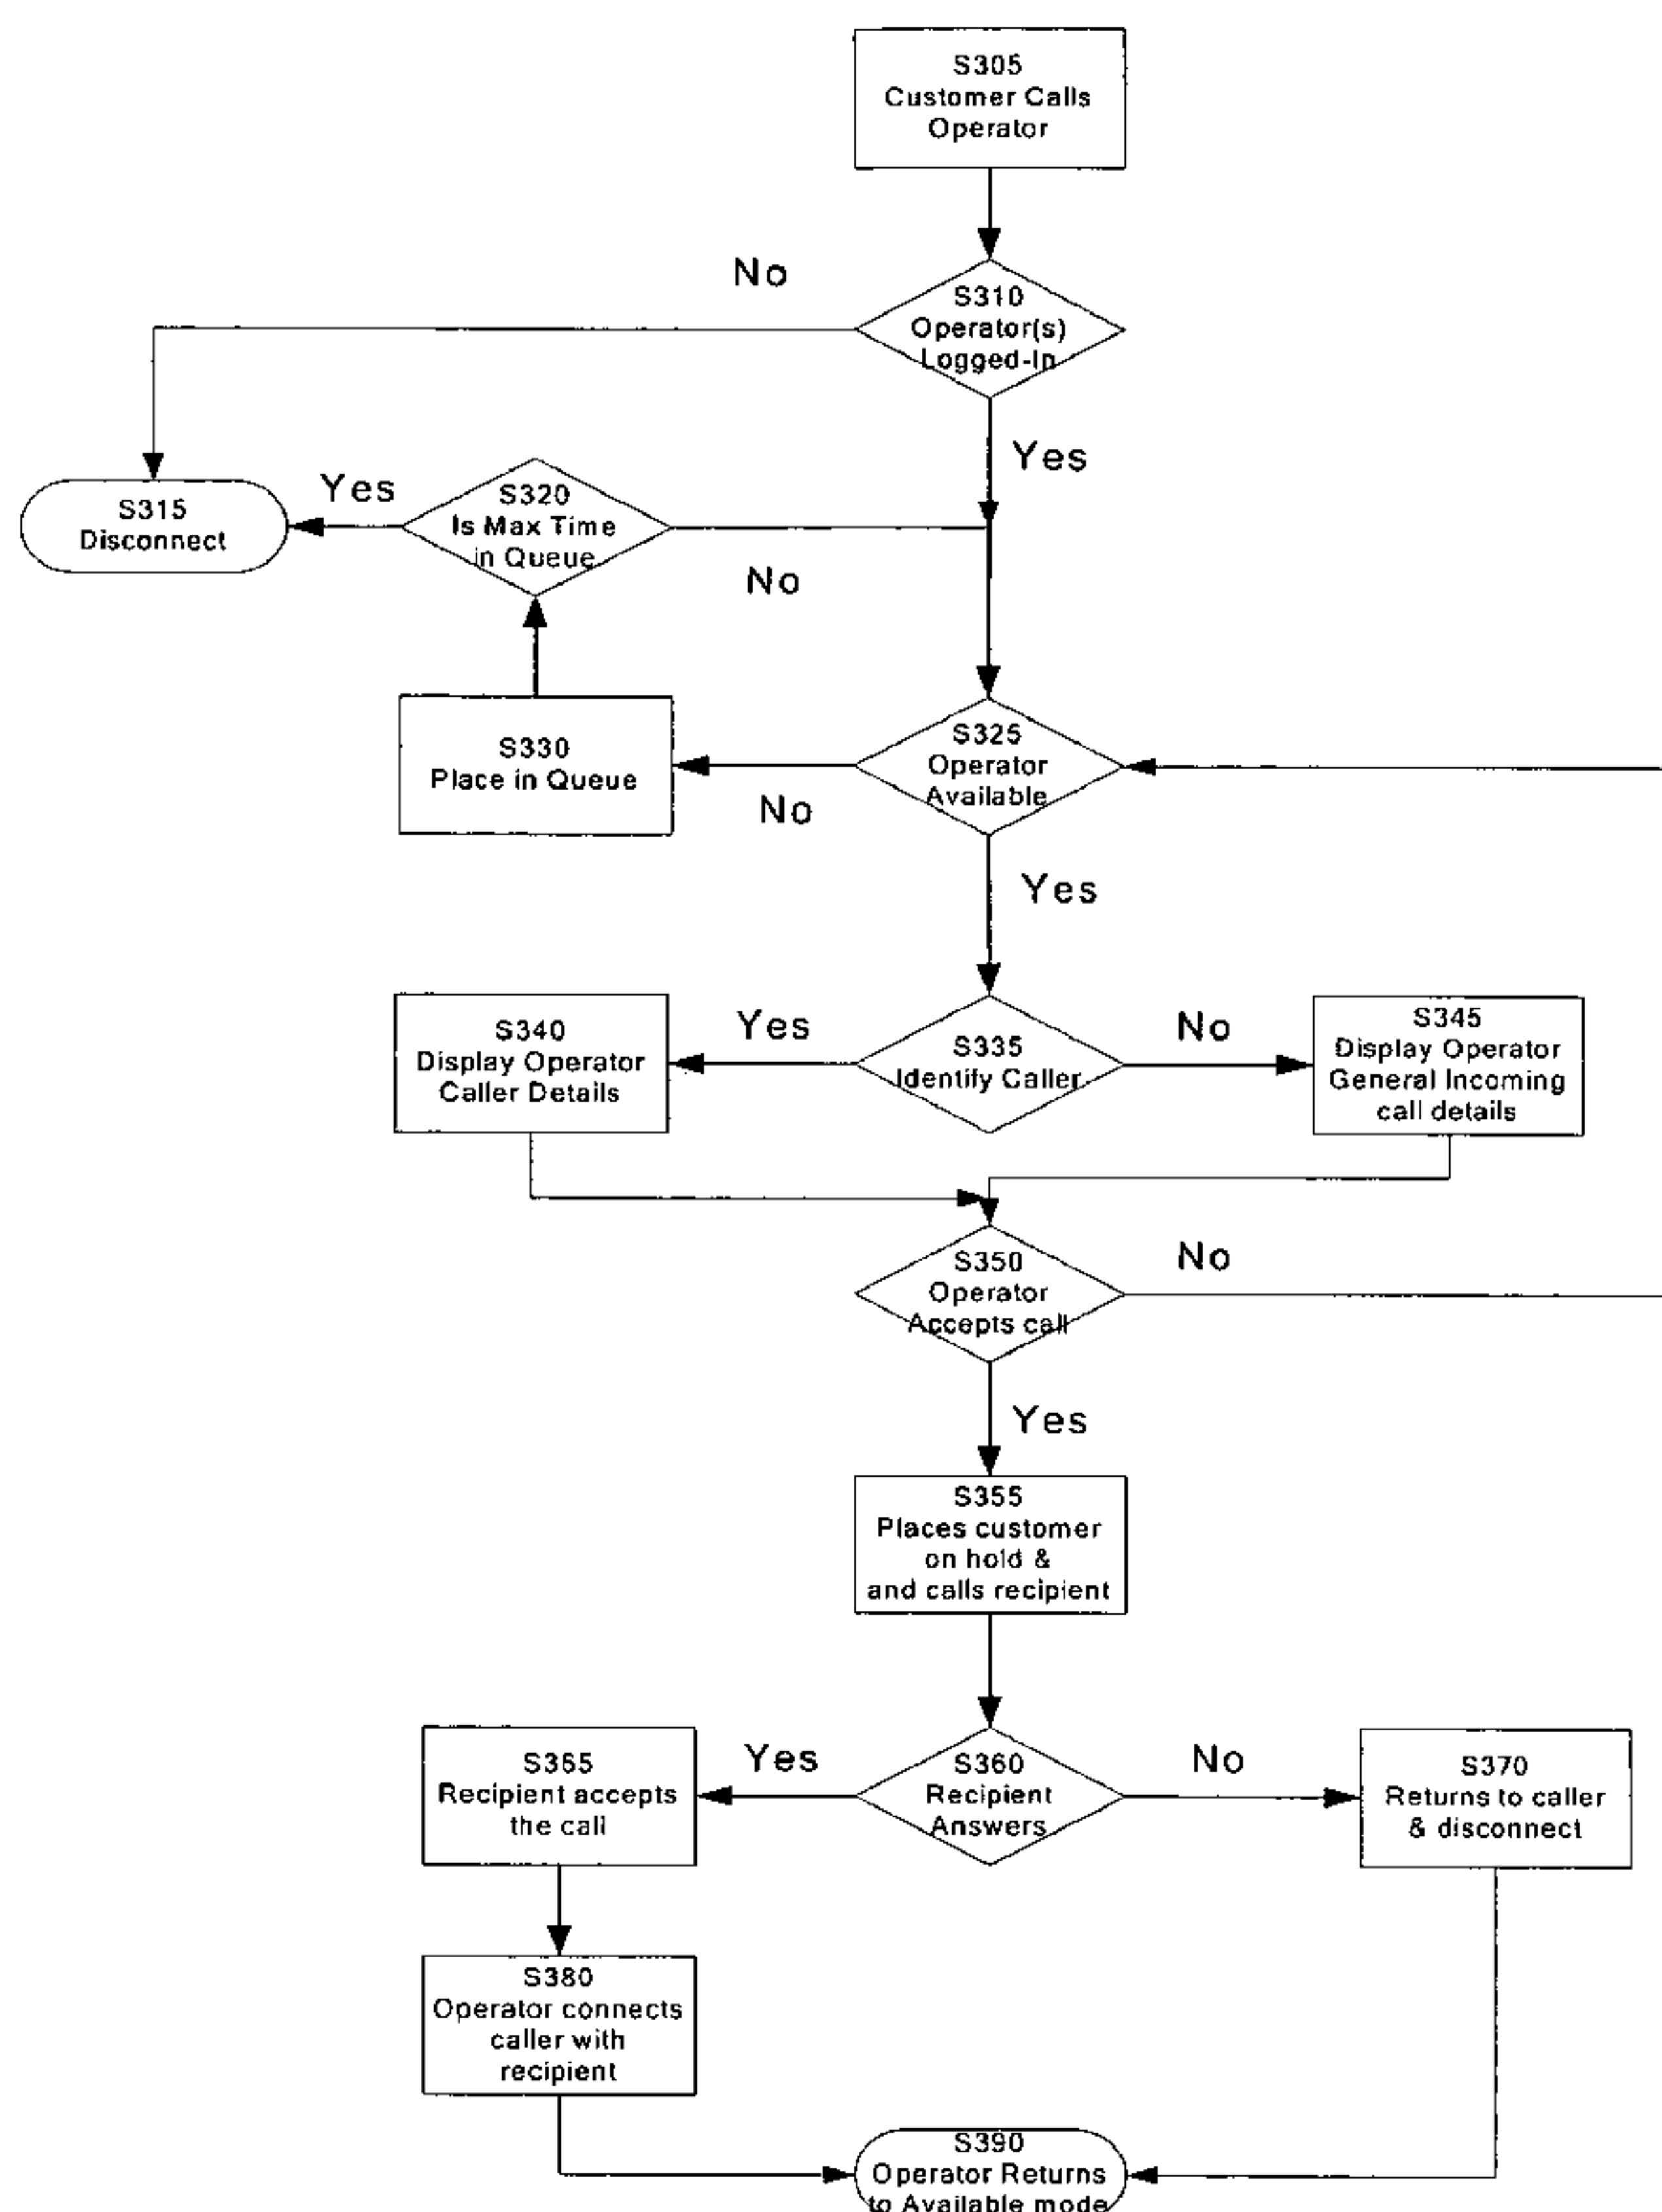 S305
Customer Calls
Operator
No
S310
Operator(s)
Logged-In
Yes
S315
Disconnect
Yes
S320
Is Max Time
in Queue
No
S330
Place in Queue
No
S325
Operator
Available
Yes
S340
Display Operator
Caller Details
Yes
S335
Identify Caller
No
S345
Display Operator
General Incoming
call details
S350
Operator
Accepts call
No
Yes
S355
Places customer
on hold &
and calls recipient
S365
Recipient accepts
the call
Yes
S360
Recipient
Answers
No
S370
Returns to caller
& disconnect
S380
Operator connects
caller with
recipient
S390
Operator Returns
to Available mode